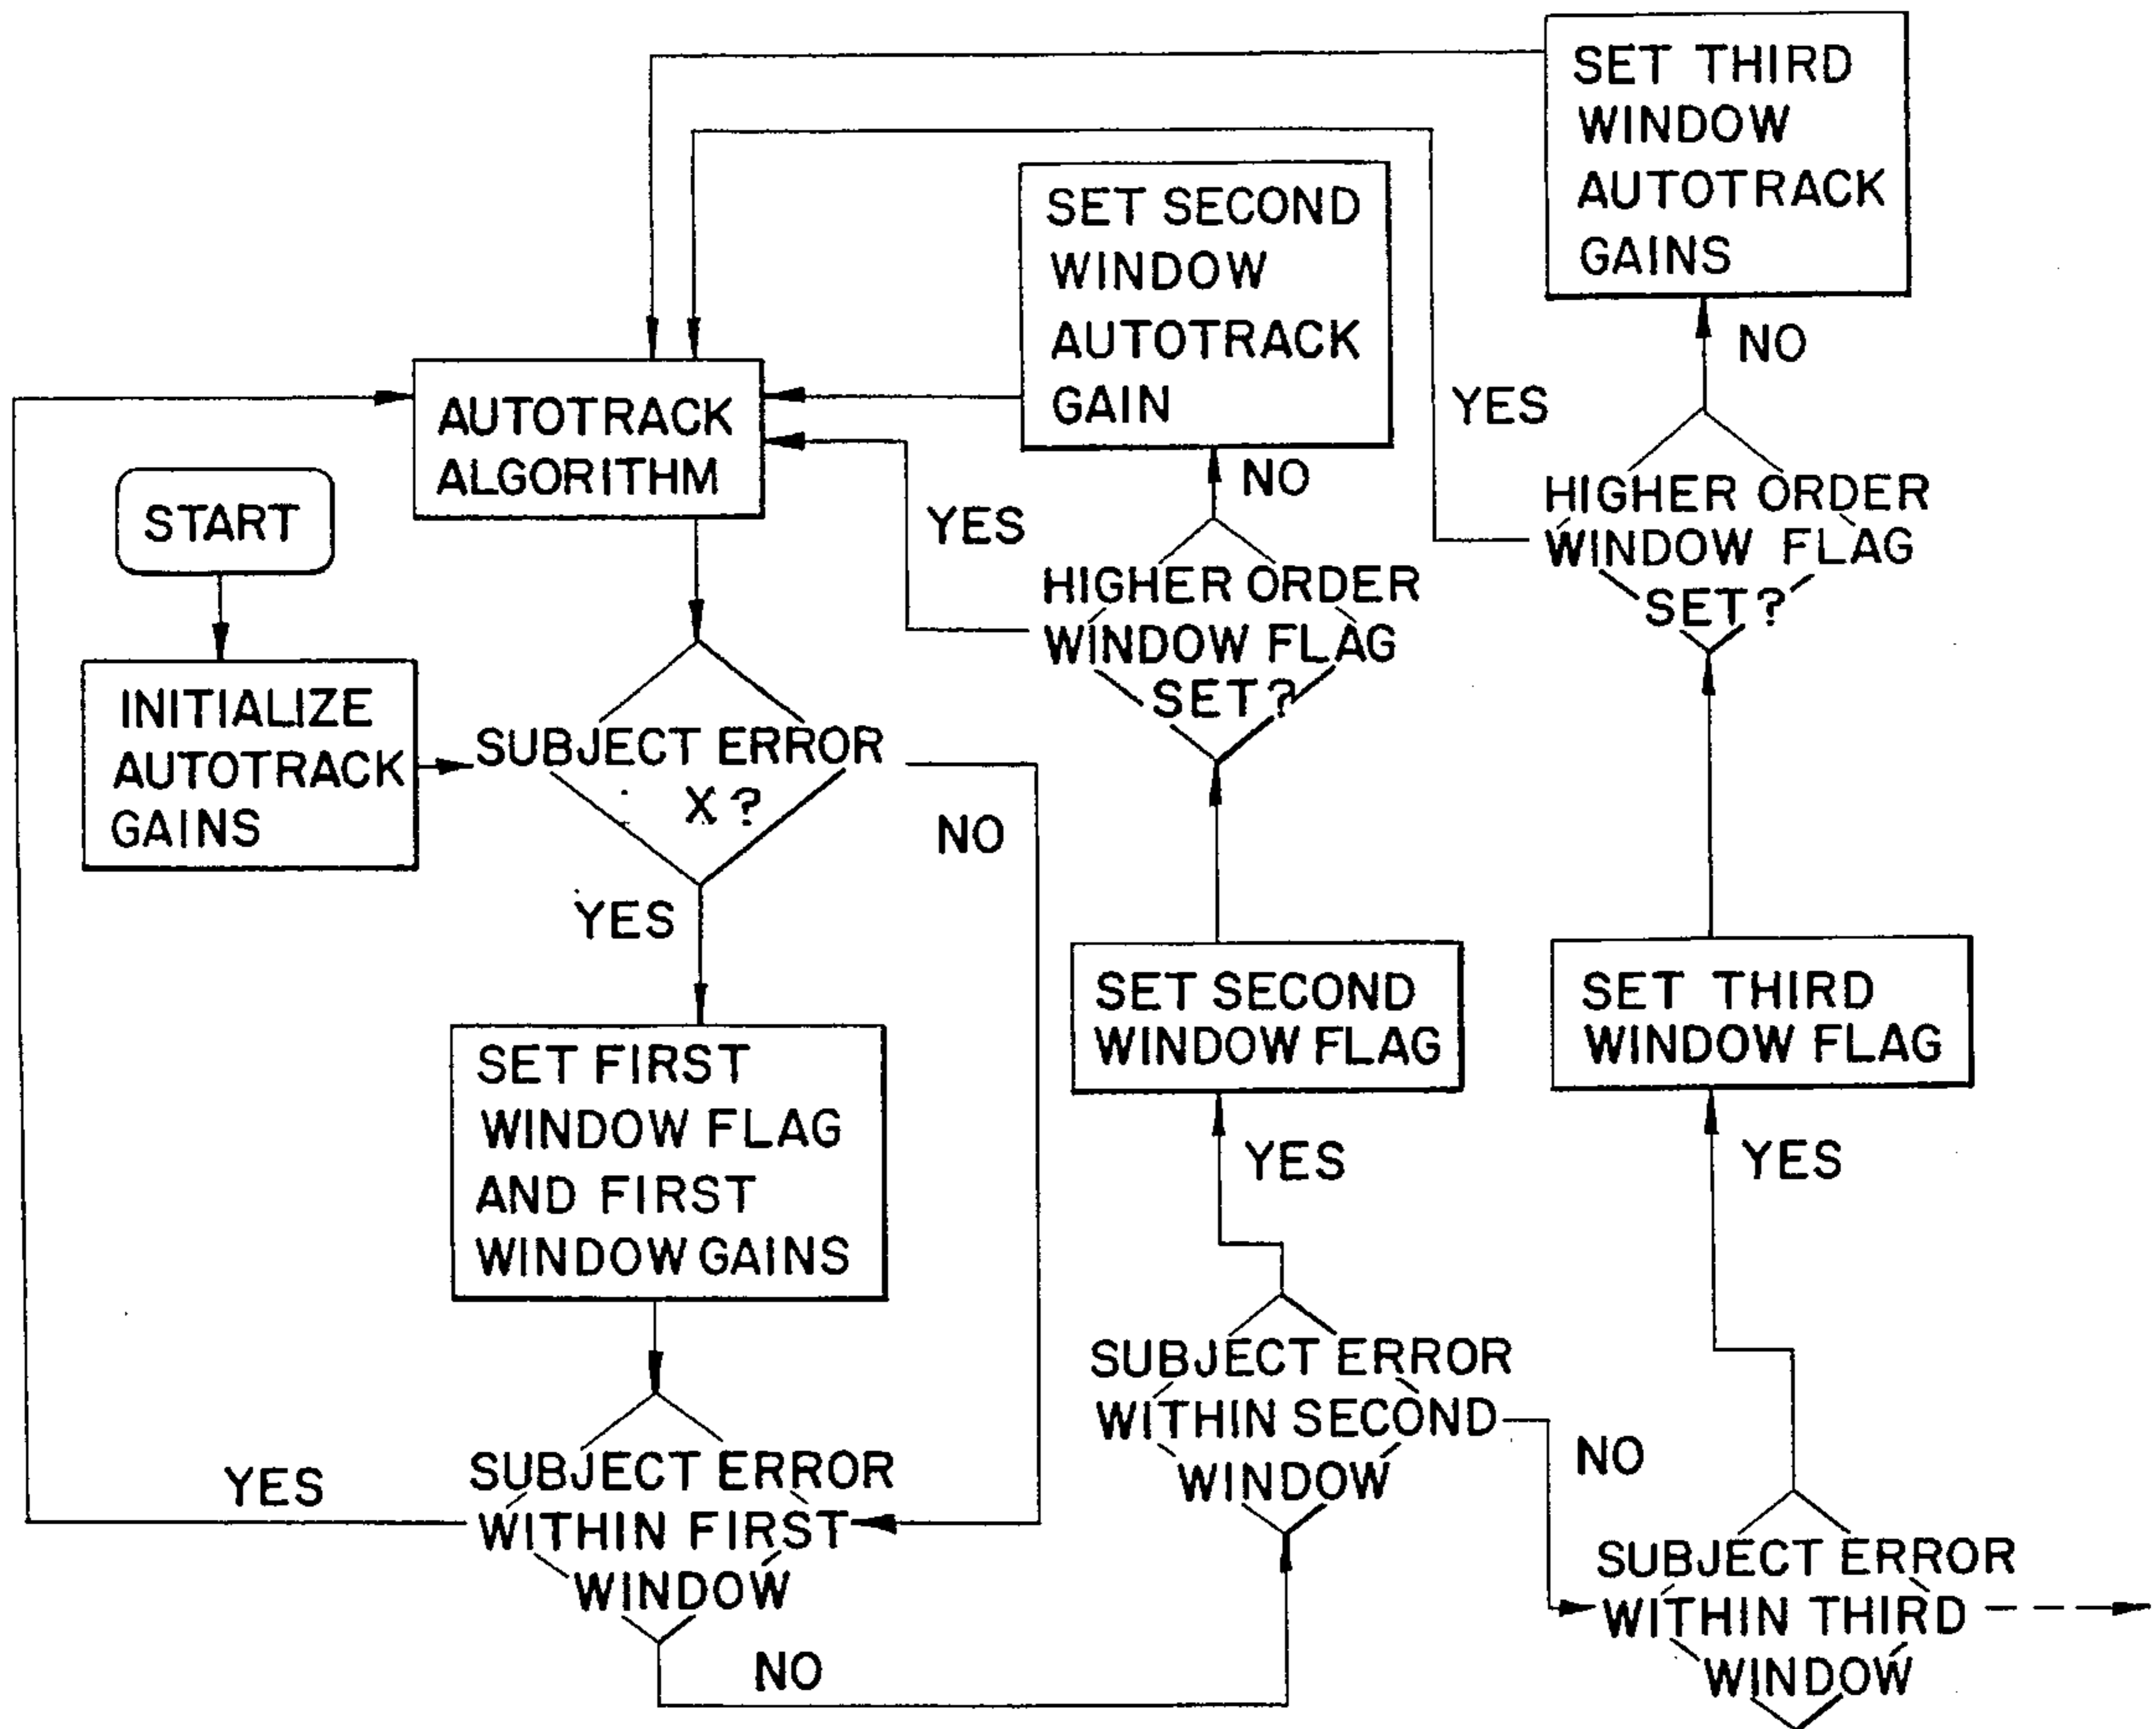 SET THIRD
WINDOW
AUTOTRACK
GAINS
NO
SET SECOND
WINDOW
AUTOTRACK
GAIN
NO
YES
AUTOTRACK
ALGORITHM
YES
START
HIGHER ORDER
WINDOW FLAG
SET?
HIGHER ORDER
WINDOW FLAG
SET?
INITIALIZE
AUTOTRACK
GAINS
SUBJECT ERROR
X?
NO
YES
SET FIRST
WINDOW FLAG
AND FIRST
WINDOW GAINS
SET SECOND
WINDOW FLAG
SET THIRD
WINDOW FLAG
YES
YES
SUBJECT ERROR
WITHIN FIRST
WINDOW
YES
NO
SUBJECT ERROR
WITHIN SECOND
WINDOW
NO
SUBJECT ERROR
WITHIN THIRD
WINDOW